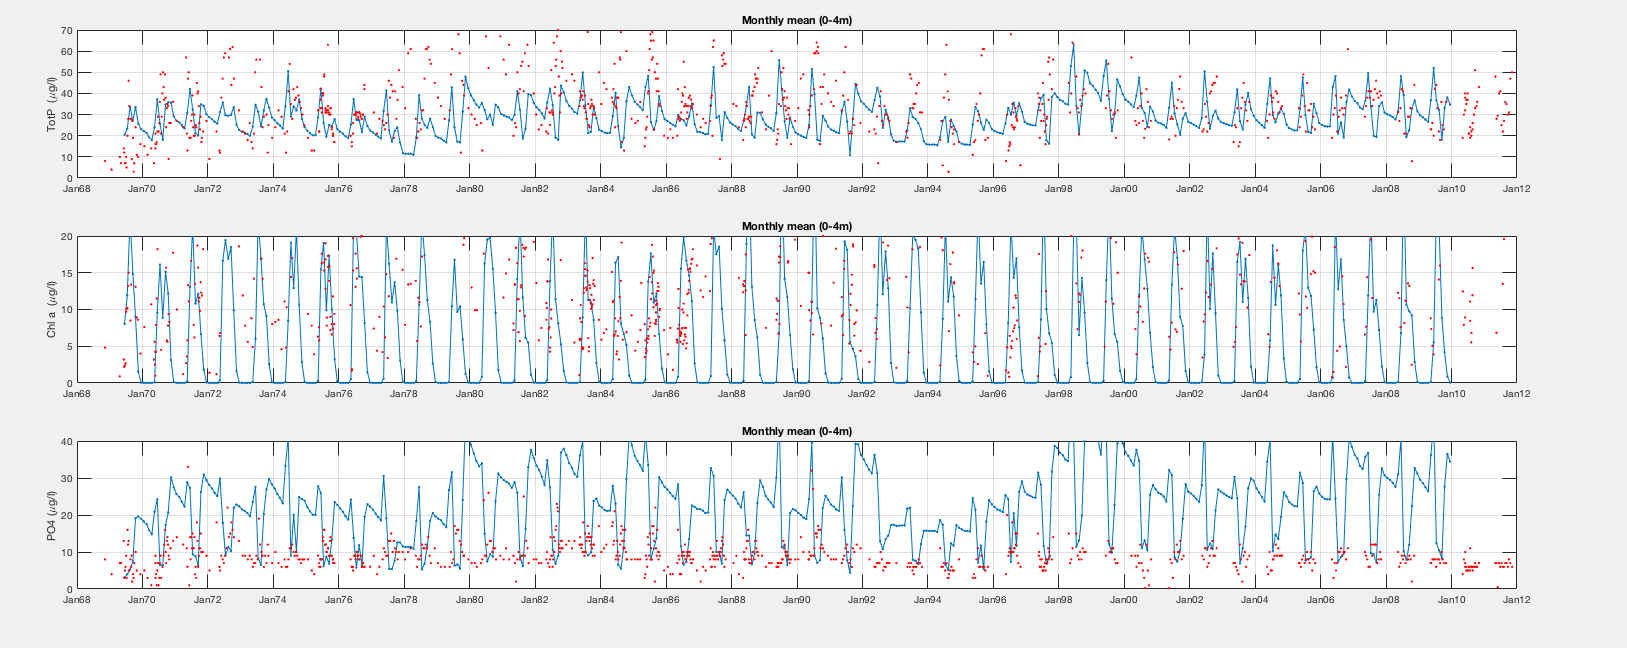 Monthly mean (0-4m)
TotP (µg/l)
70
60
50
40
30
20
10
0
Jan68 Jan70 Jan72 Jan74 Jan76 Jan78 Jan80 Jan82 Jan84 Jan86 Jan88 Jan90 Jan92 Jan94 Jan96 Jan98 Jan00 Jan02 Jan04 Jan06 Jan08 Jan10 Jan12
Monthly mean (0-4m)
Chl a (µg/l)
20
15
10
5
0
Jan68 Jan70 Jan72 Jan74 Jan76 Jan78 Jan80 Jan82 Jan84 Jan86 Jan88 Jan90 Jan92 Jan94 Jan96 Jan98 Jan00 Jan02 Jan04 Jan06 Jan08 Jan10 Jan12
Monthly mean (0-4m)
PO4 (µg/l)
40
30
20
10
0
Jan68 Jan70 Jan72 Jan74 Jan76 Jan78 Jan80 Jan82 Jan84 Jan86 Jan88 Jan90 Jan92 Jan94 Jan96 Jan98 Jan00 Jan02 Jan04 Jan06 Jan08 Jan10 Jan12